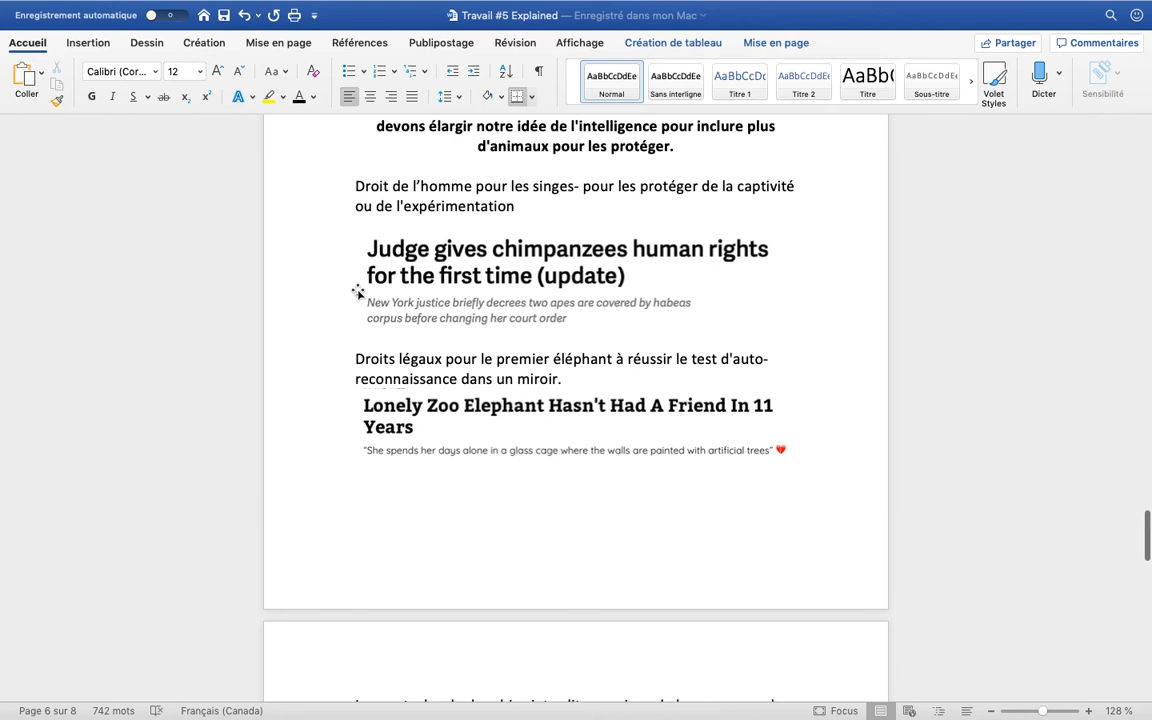 Enregistrement automatique
Travail #5 Explained — Enregistré dans mon Mac
Accueil Insertion Dessin Création Mise en page Références Publipostage Révision Affichage Création de tableau Mise en page Partager Commentaires
Coller
Calibri (Cor... 12
Aa
G I S ab x₂ x² A A
AaBbCcDdEe AaBbCcDdEe AaBbCcDc AaBbCcDdEe AaBb( AaBbCcDdEe
Normal Sans interligne Titre 1 Titre 2 Titre Sous-titre
Volet Styles
Dicter
Sensibilité
devons élargir notre idée de l'intelligence pour inclure plus
d'animaux pour les protéger.
Droit de l’homme pour les singes- pour les protéger de la captivité
ou de l'expérimentation
Judge gives chimpanzees human rights
for the first time (update)
New York justice briefly decrees two apes are covered by habeas
corpus before changing her court order
Droits légaux pour le premier éléphant à réussir le test d'auto-
reconnaissance dans un miroir.
Lonely Zoo Elephant Hasn't Had A Friend In 11
Years
"She spends her days alone in a glass cage where the walls are painted with artificial trees" 💔
Page 6 sur 8 742 mots Français (Canada) Focus 128 %